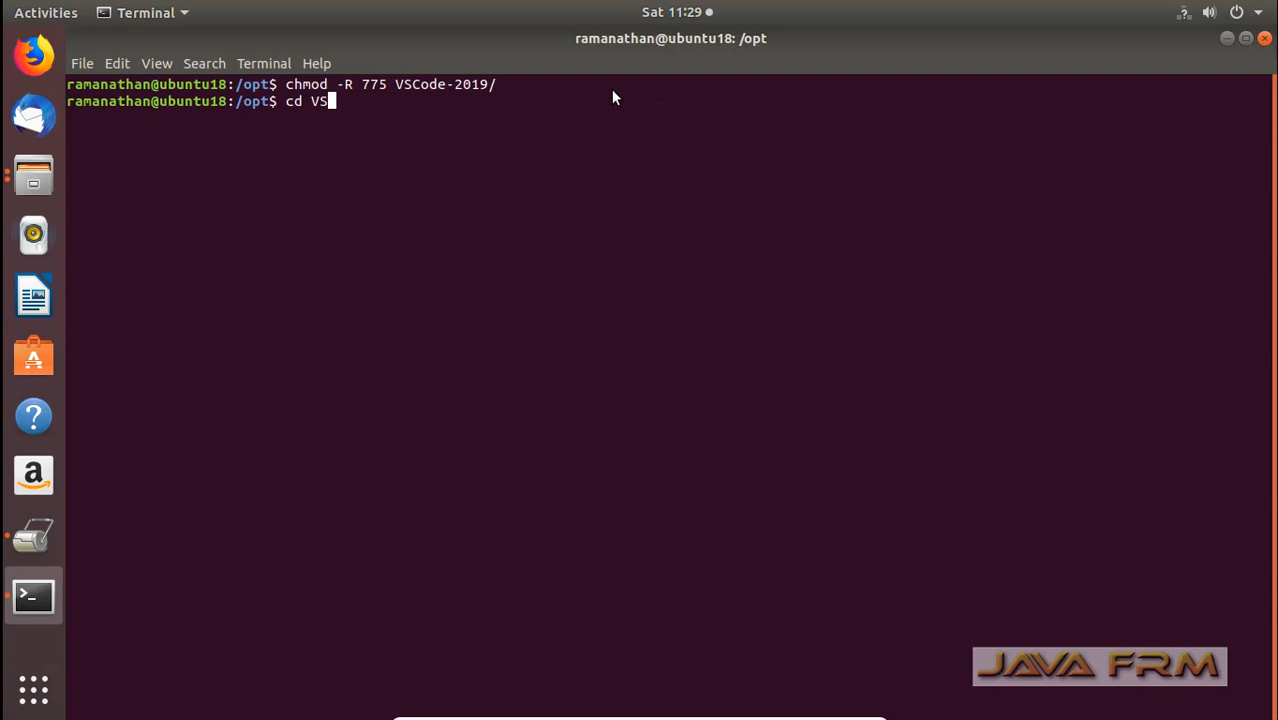 Activities Terminal Sat 11:29
ramanathan@ubuntu18: /opt
File Edit View Search Terminal Help
ramanathan@ubuntu18:/opt$ chmod -R 775 VSCode-2019/
ramanathan@ubuntu18:/opt$ cd VS
JAVA FRM